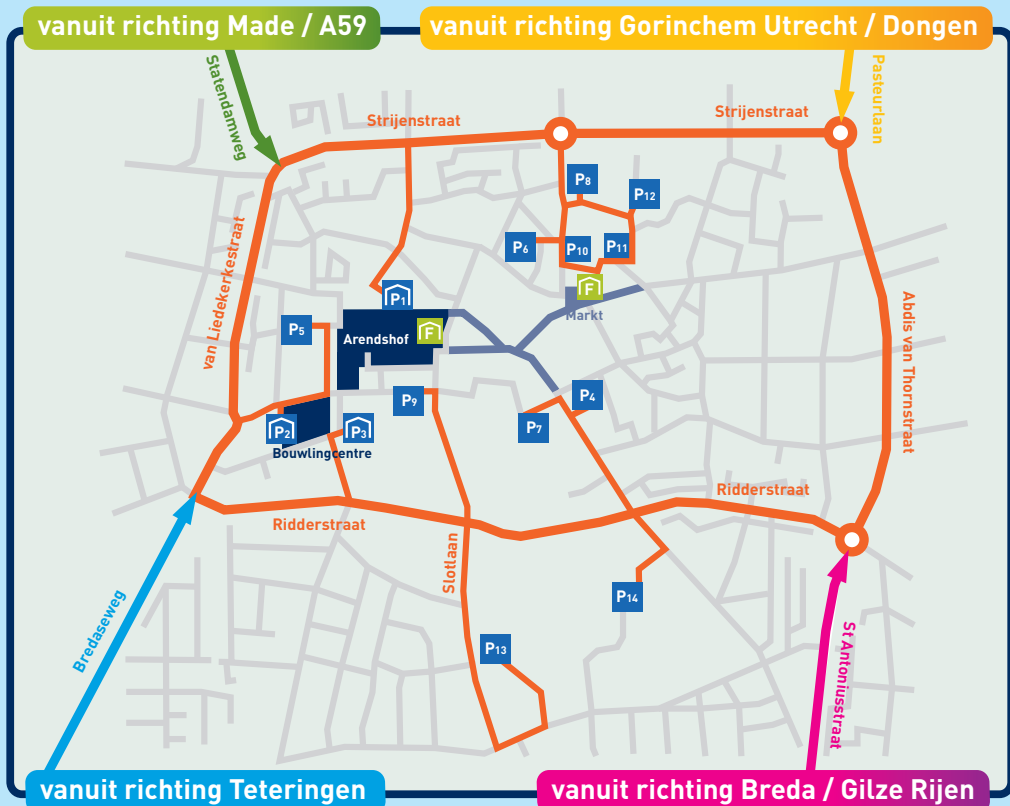 vanuit richting Made / A59
vanuit richting Gorinchem Utrecht / Dongen
Statendamweg
Pasteurlaan
Strijenstraat
Strijenstraat
P8
P12
P6
P10
P11
van Liedekerkestraat
P1
F
Markt
Abdis van Thornstraat
P5
Arendshof
F
P9
P4
P2
P3
P7
Bouwlingcentre
Ridderstraat
Ridderstraat
Slotlaan
Bredaseweg
P14
P13
St Antoniusstraat
vanuit richting Teteringen
vanuit richting Breda / Gilze Rijen